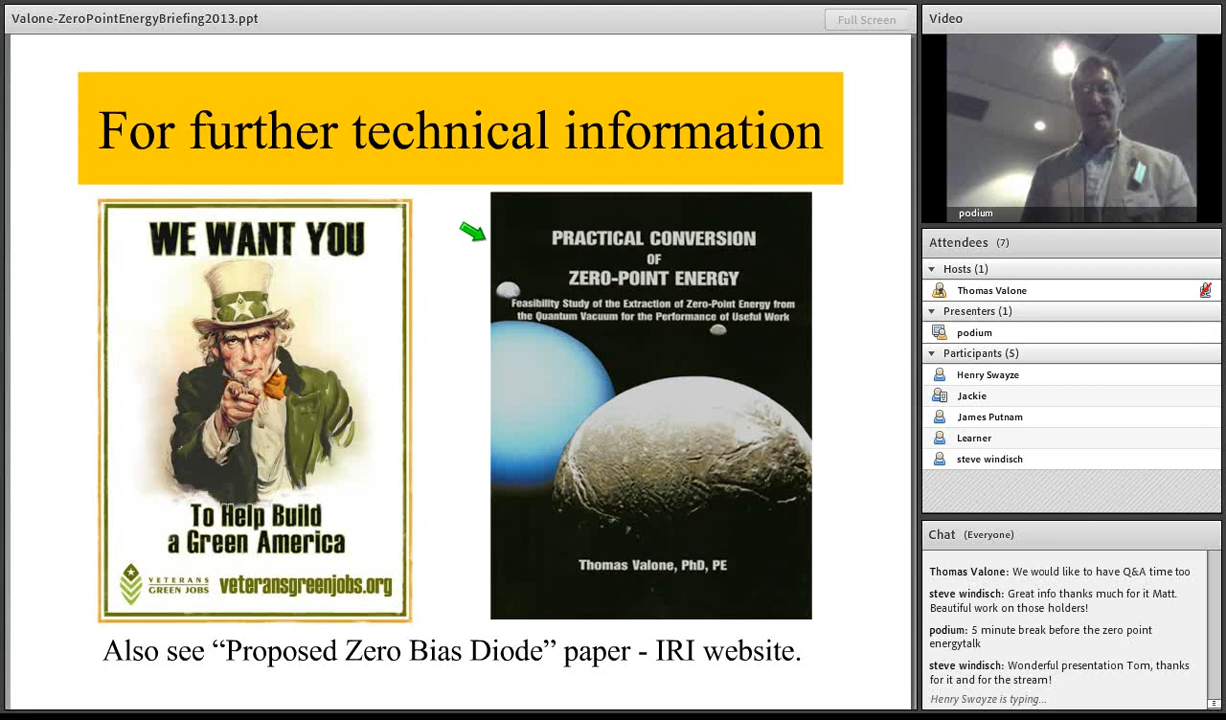 Valone-ZeroPointEnergyBriefing2013.ppt
Full Screen
For further technical information
WE WANT YOU
To Help Build
a Green America
VETERANS
GREEN JOBS
veteransgreenjobs.org
PRACTICAL CONVERSION
OF
ZERO-POINT ENERGY
Feasibility Study of the Extraction of Zero-Point Energy from
the Quantum Vacuum for the Performance of Useful Work
Thomas Valone, PhD, PE
Also see “Proposed Zero Bias Diode” paper - IRI website.
Video
podium
Attendees (7)
Hosts (1)
Thomas Valone
Presenters (1)
podium
Participants (5)
Henry Swayze
Jackie
James Putnam
Learner
steve windisch
Chat (Everyone)
Thomas Valone: We would like to have Q&A time too
steve windisch: Great info thanks much for it Matt.
Beautiful work on those holders!
podium: 5 minute break before the zero point
energytalk
steve windisch: Wonderful presentation Tom, thanks
for it and for the stream!
Henry Swayze is typing...